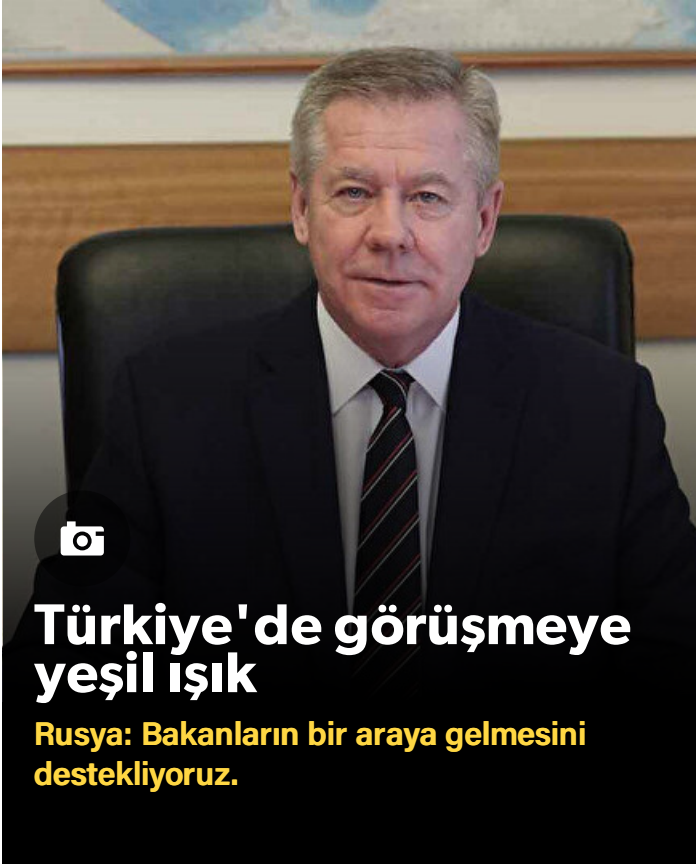 Türkiye'de görüşmeye
yeşil ışık
Rusya: Bakanların bir araya gelmesini
destekliyoruz.